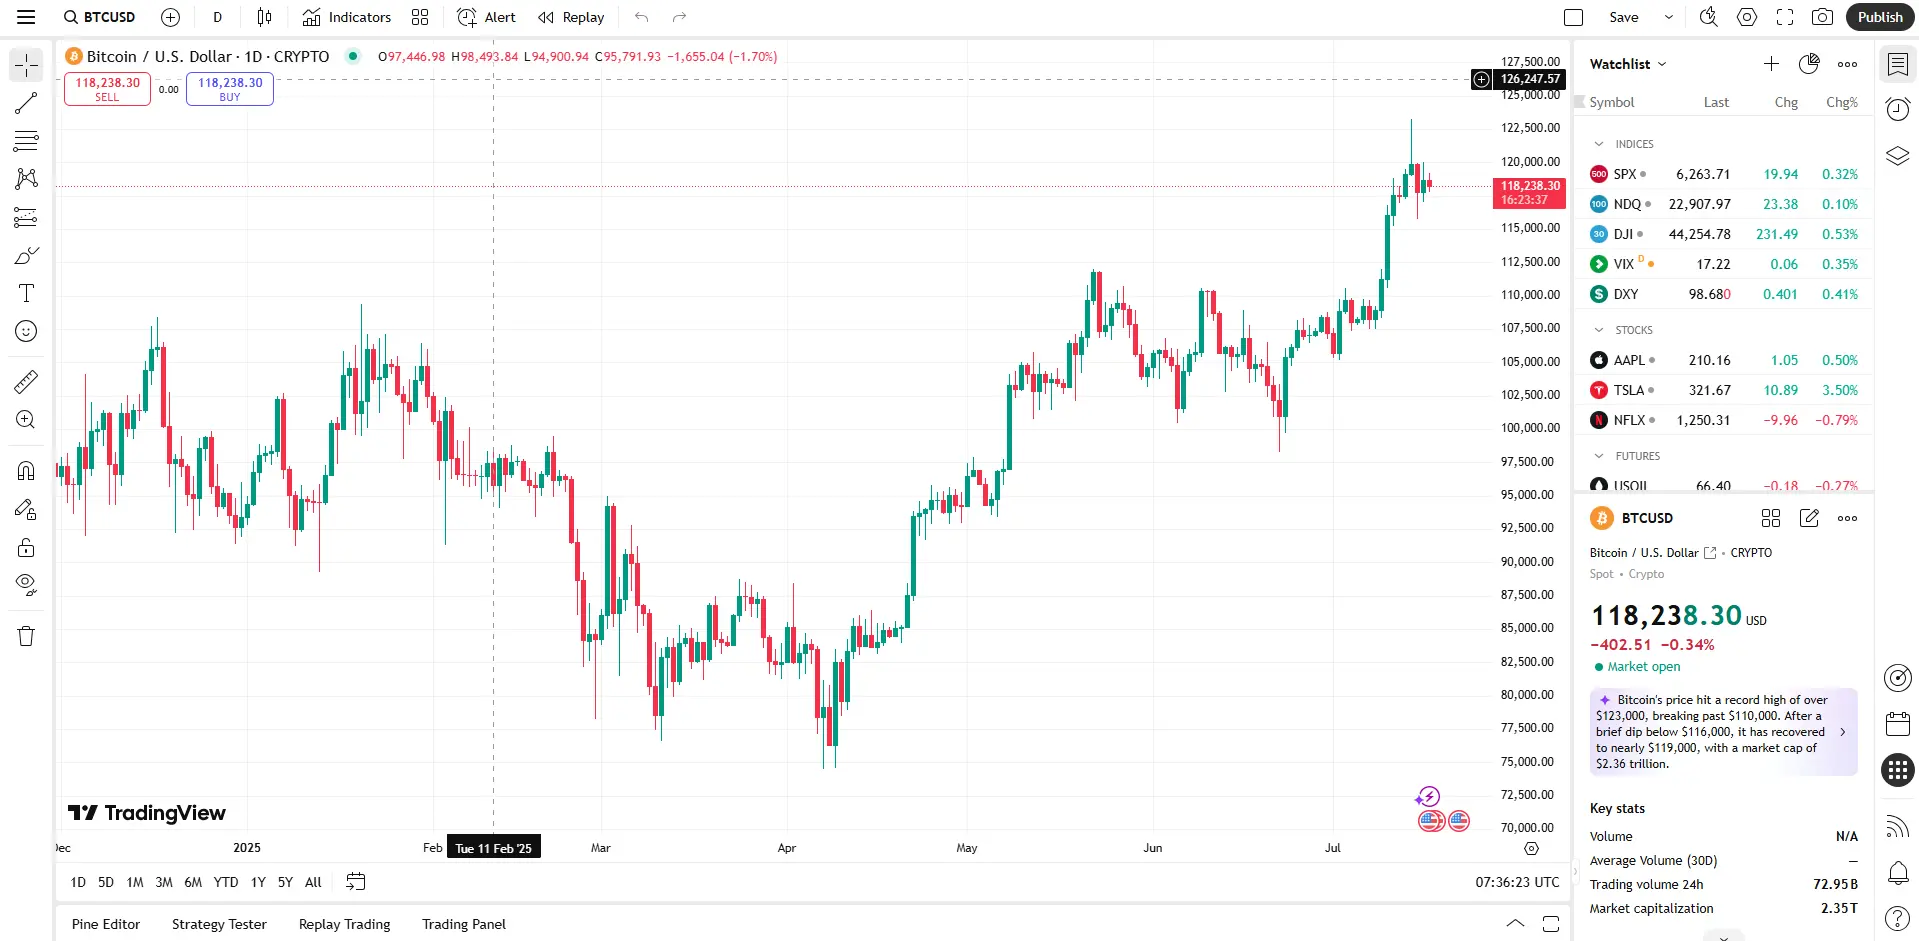 BTCUSD
D
Indicators
Alert
Replay
Save
Publish
Bitcoin / U.S. Dollar · 1D · CRYPTO
O97,446.98 H98,493.84 L94,900.94 C95,791.93 −1,655.04 (−1.70%)
118,238.30
SELL
0.00
118,238.30
BUY
127,500.00
126,247.57
125,000.00
122,500.00
120,000.00
118,238.30
16:23:37
115,000.00
112,500.00
110,000.00
107,500.00
105,000.00
102,500.00
100,000.00
97,500.00
95,000.00
92,500.00
90,000.00
87,500.00
85,000.00
82,500.00
80,000.00
77,500.00
75,000.00
72,500.00
70,000.00
TradingView
2025
Feb
Tue 11 Feb '25
Mar
Apr
May
Jun
Jul
1D 5D 1M 3M 6M YTD 1Y 5Y All
07:36:23 UTC
Pine Editor
Strategy Tester
Replay Trading
Trading Panel
Watchlist
Symbol Last Chg Chg%
INDICES
500 SPX 6,263.71 19.94 0.32%
100 NDQ 22,907.97 23.38 0.10%
30 DJI 44,254.78 231.49 0.53%
VIX D 17.22 0.06 0.35%
$ DXY 98.680 0.401 0.41%
STOCKS
AAPL 210.16 1.05 0.50%
TSLA 321.67 10.89 3.50%
N NFLX 1,250.31 −9.96 −0.79%
FUTURES
USOIL 66.40 −0.18 −0.27%
BTCUSD
Bitcoin / U.S. Dollar • CRYPTO
Spot • Crypto
118,238.30 USD
−402.51 −0.34%
Market open
Bitcoin's price hit a record high of over
$123,000, breaking past $110,000. After a
brief dip below $116,000, it has recovered
to nearly $119,000, with a market cap of
$2.36 trillion.
Key stats
Volume N/A
Average Volume (30D) —
Trading volume 24h 72.95B
Market capitalization 2.35T